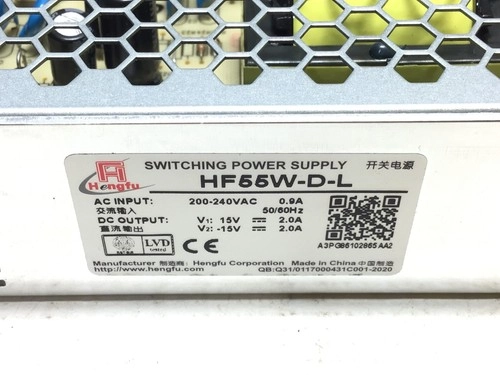 Hengfu
SWITCHING POWER SUPPLY 开关电源
HF55W-D-L
AC INPUT: 200-240VAC 0.9A
交流输入 50/60Hz
DC OUTPUT: V1: 15V 2.0A
直流输出 V2: -15V 2.0A
LVD
A3PGB6102865AA2
CE
Manufacturer 制造商: Hengfu Corporation Made in China 中国制造
http://www.hengfu.com QB:Q31/0117000431C001-2020